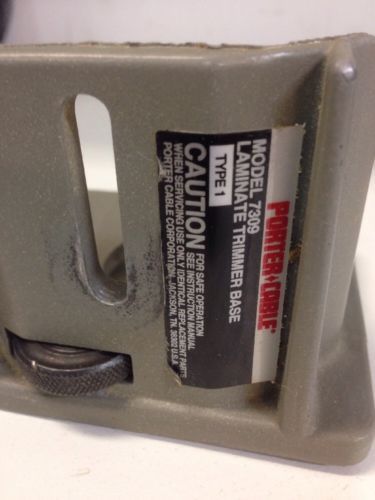 PORTER+CABLE
MODEL 7309
LAMINATE TRIMMER BASE
TYPE 1
CAUTION FOR SAFE OPERATION
SEE INSTRUCTION MANUAL
WHEN SERVICING USE ONLY IDENTICAL REPLACEMENT PARTS
PORTER CABLE CORPORATION, JACKSON, TN. 38302 U.S.A